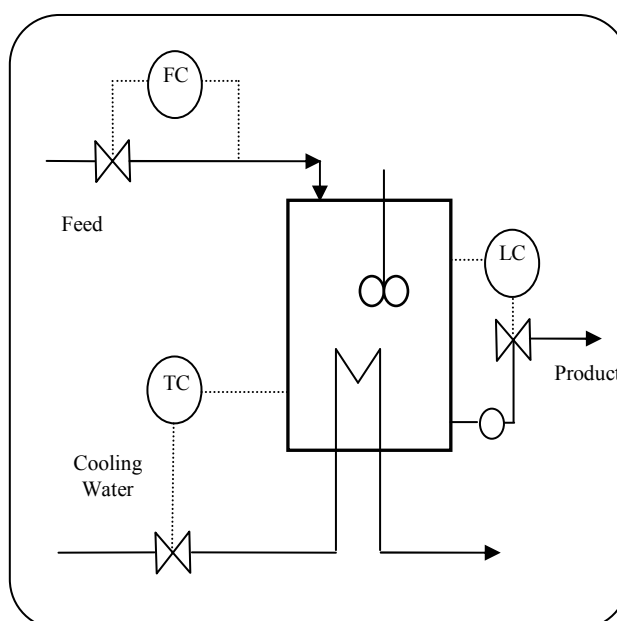 FC
Feed
LC
TC
Product
Cooling
Water